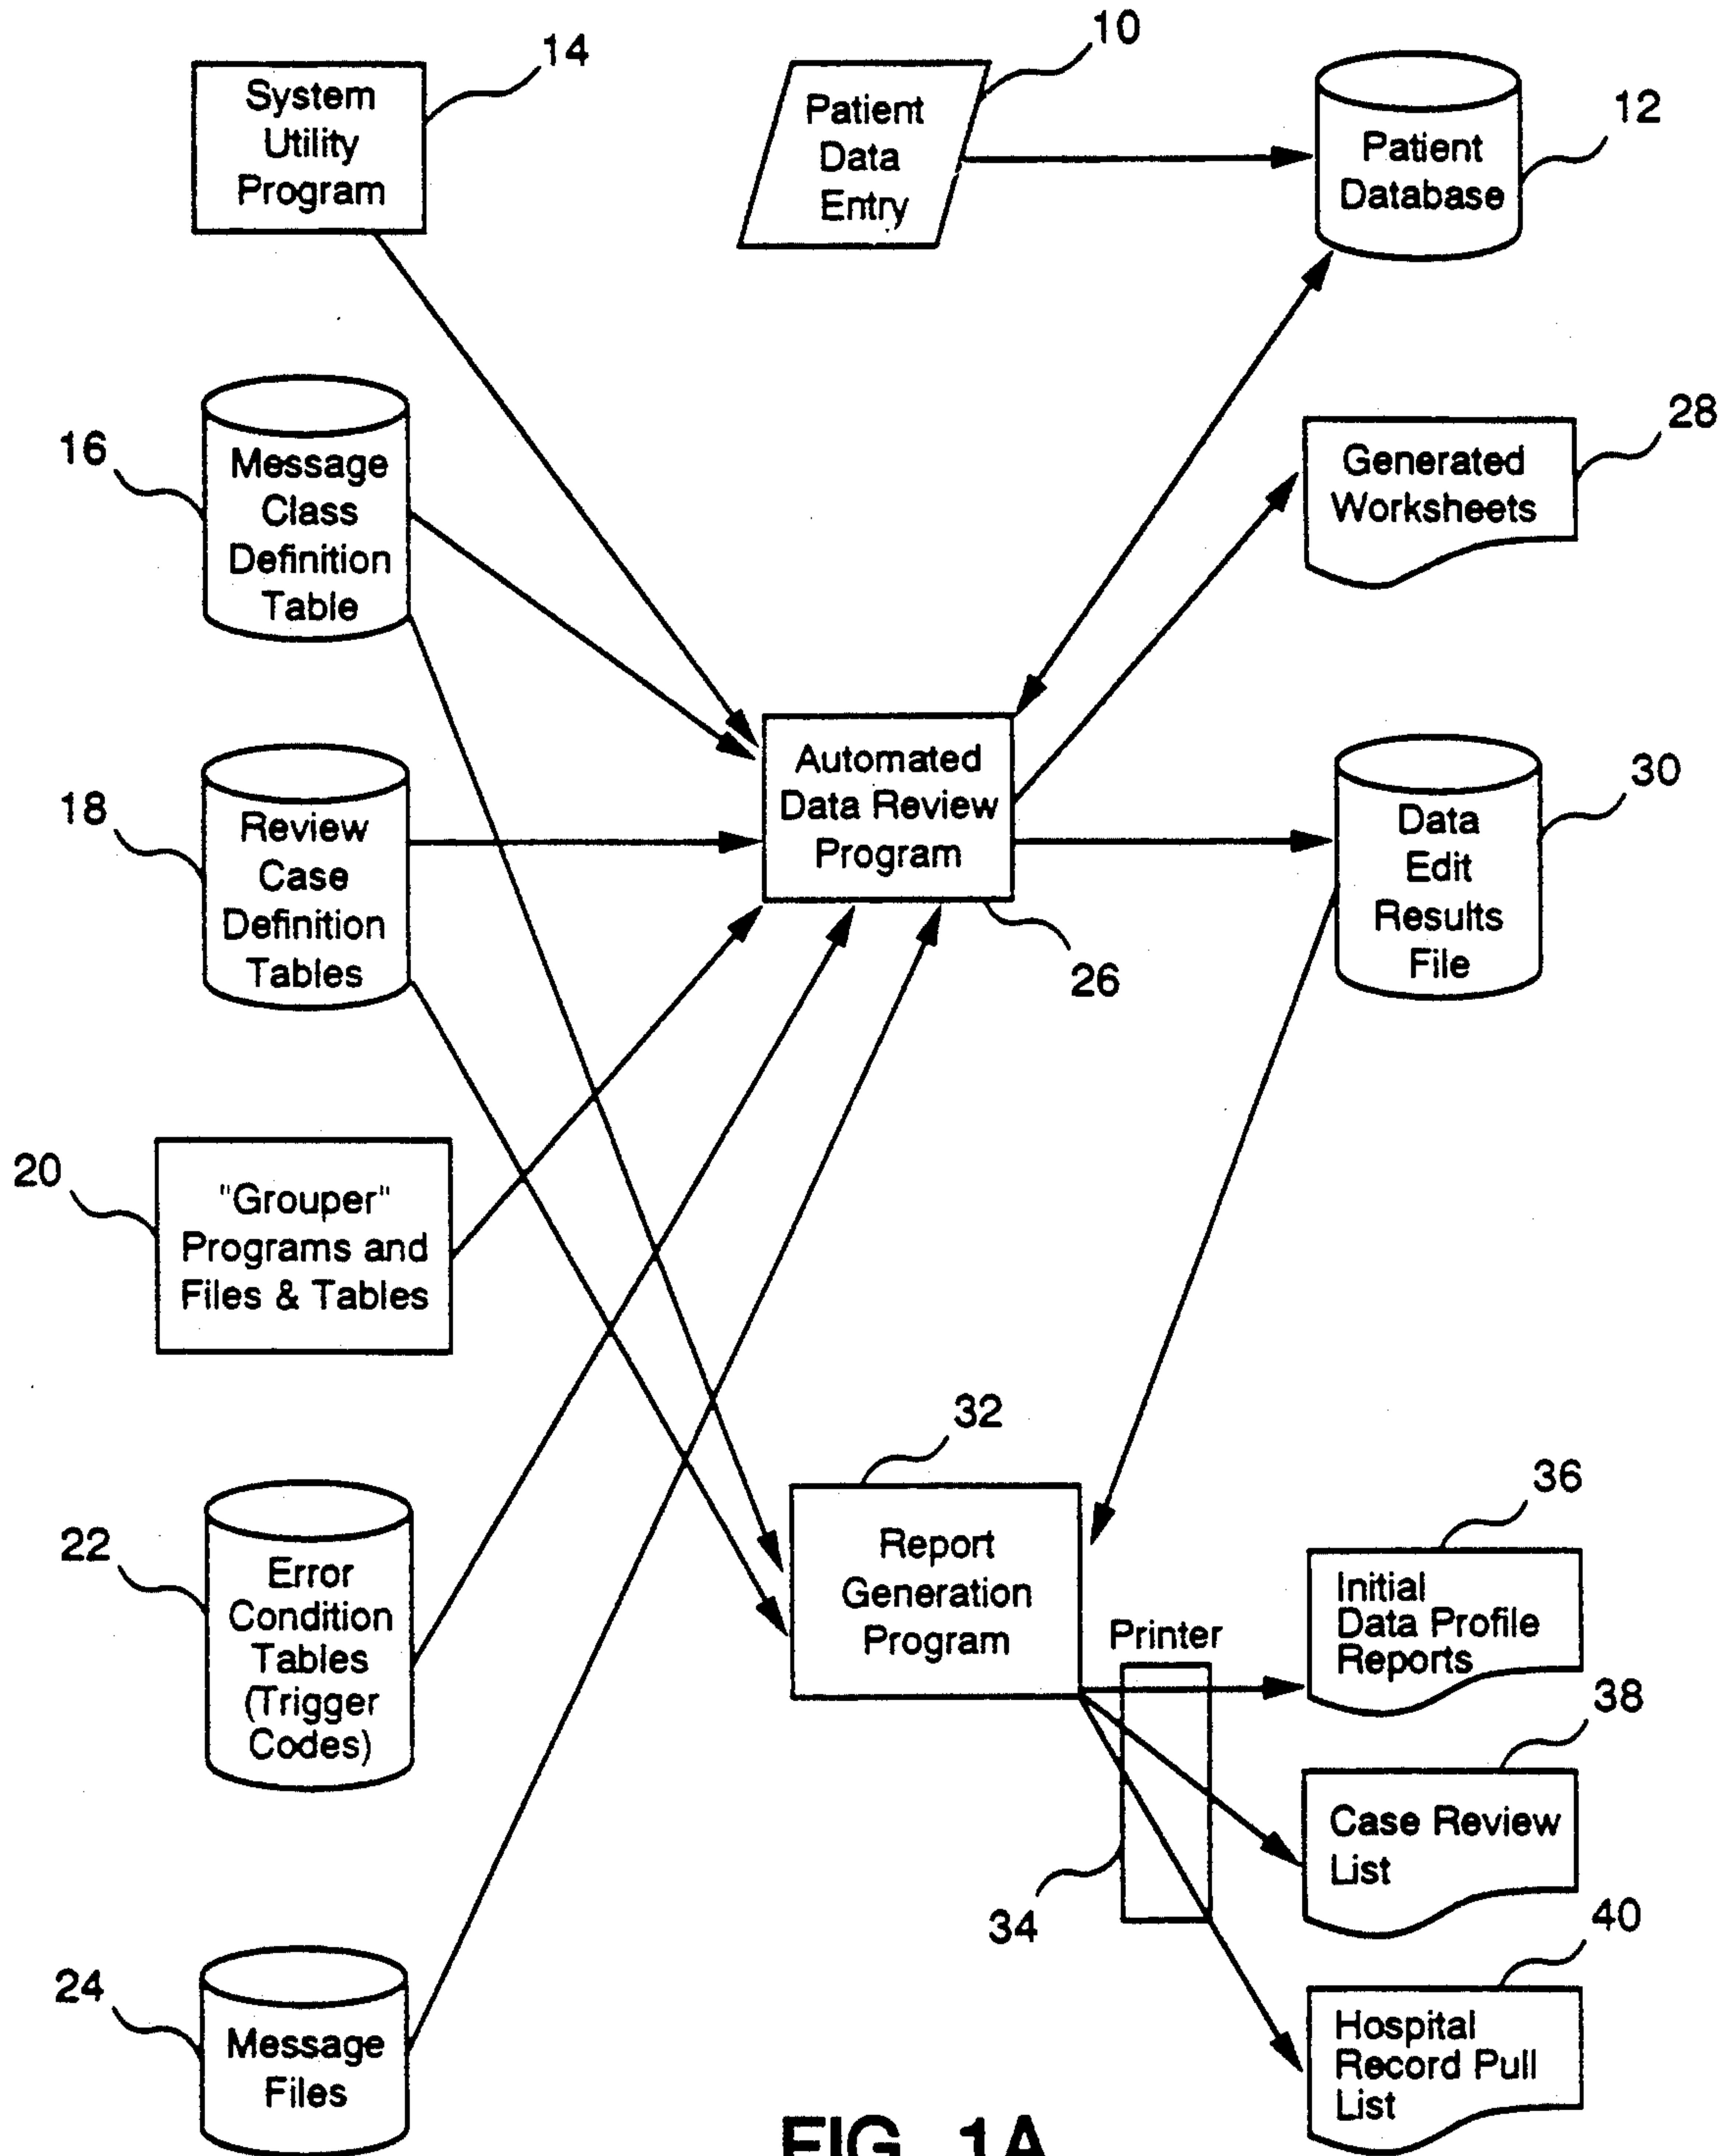 14
System
Utility
Program
10
Patient
Data
Entry
12
Patient
Database
16
Message
Class
Definition
Table
28
Generated
Worksheets
18
Review
Case
Definition
Tables
Automated
Data Review
Program
26
30
Data
Edit
Results
File
20
"Grouper"
Programs and
Files & Tables
22
Error
Condition
Tables
(Trigger
Codes)
32
Report
Generation
Program
Printer
34
36
Initial
Data Profile
Reports
38
Case Review
List
40
Hospital
Record Pull
List
24
Message
Files
FIG. 1A